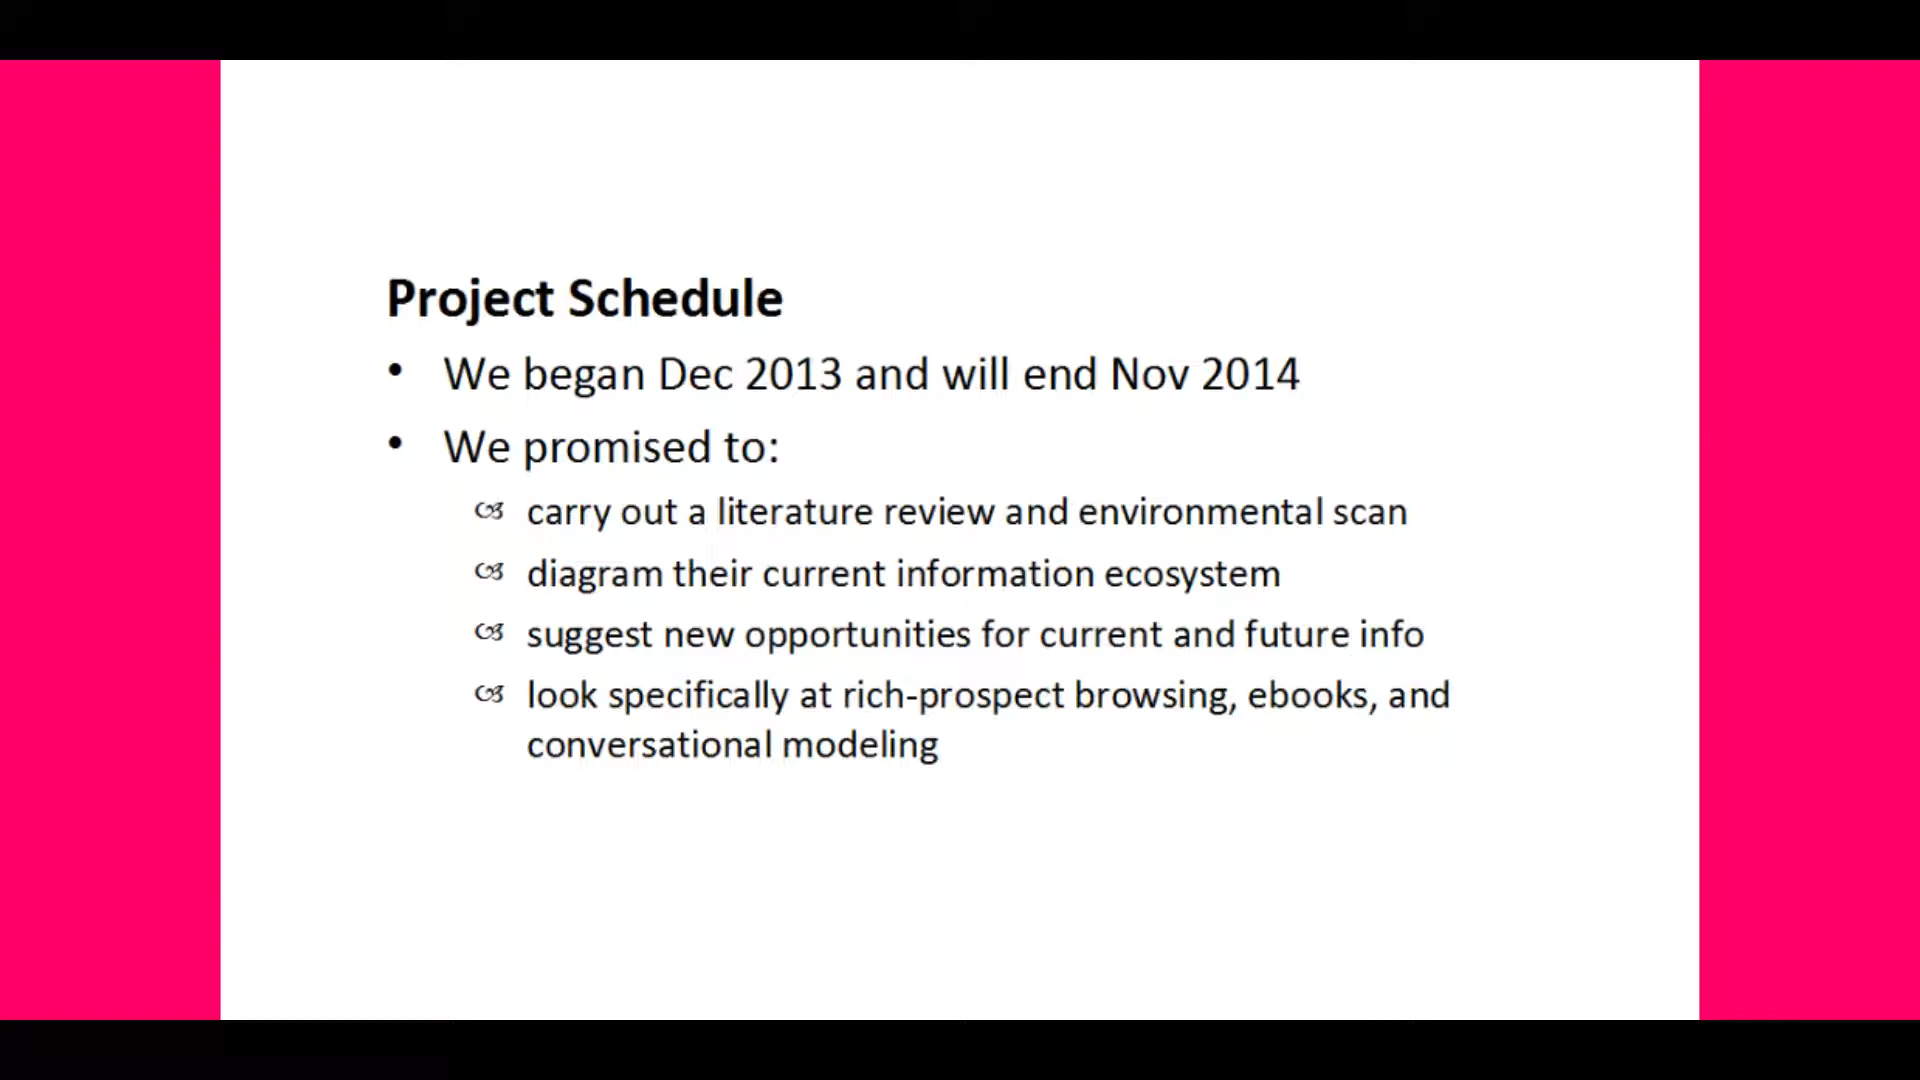 Project Schedule
• We began Dec 2013 and will end Nov 2014
• We promised to:
carry out a literature review and environmental scan
diagram their current information ecosystem
suggest new opportunities for current and future info
look specifically at rich-prospect browsing, ebooks, and
conversational modeling